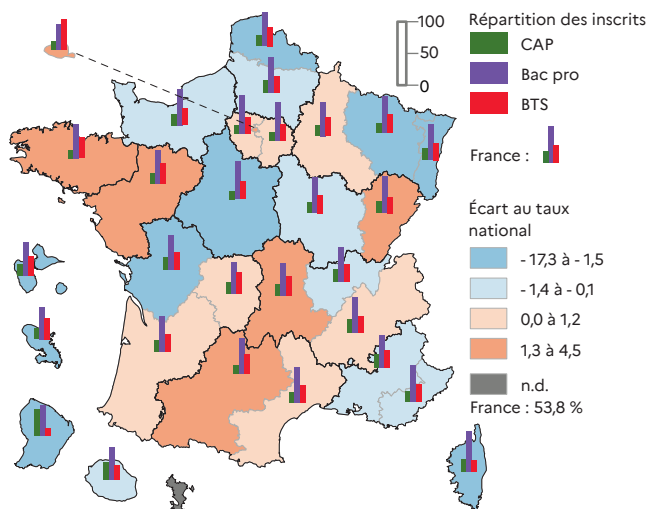 100
50
0
Répartition des inscrits
CAP
Bac pro
BTS
France :
Écart au taux
national
- 17,3 à - 1,5
- 1,4 à - 0,1
0,0 à 1,2
1,3 à 4,5
n.d.
France : 53,8 %